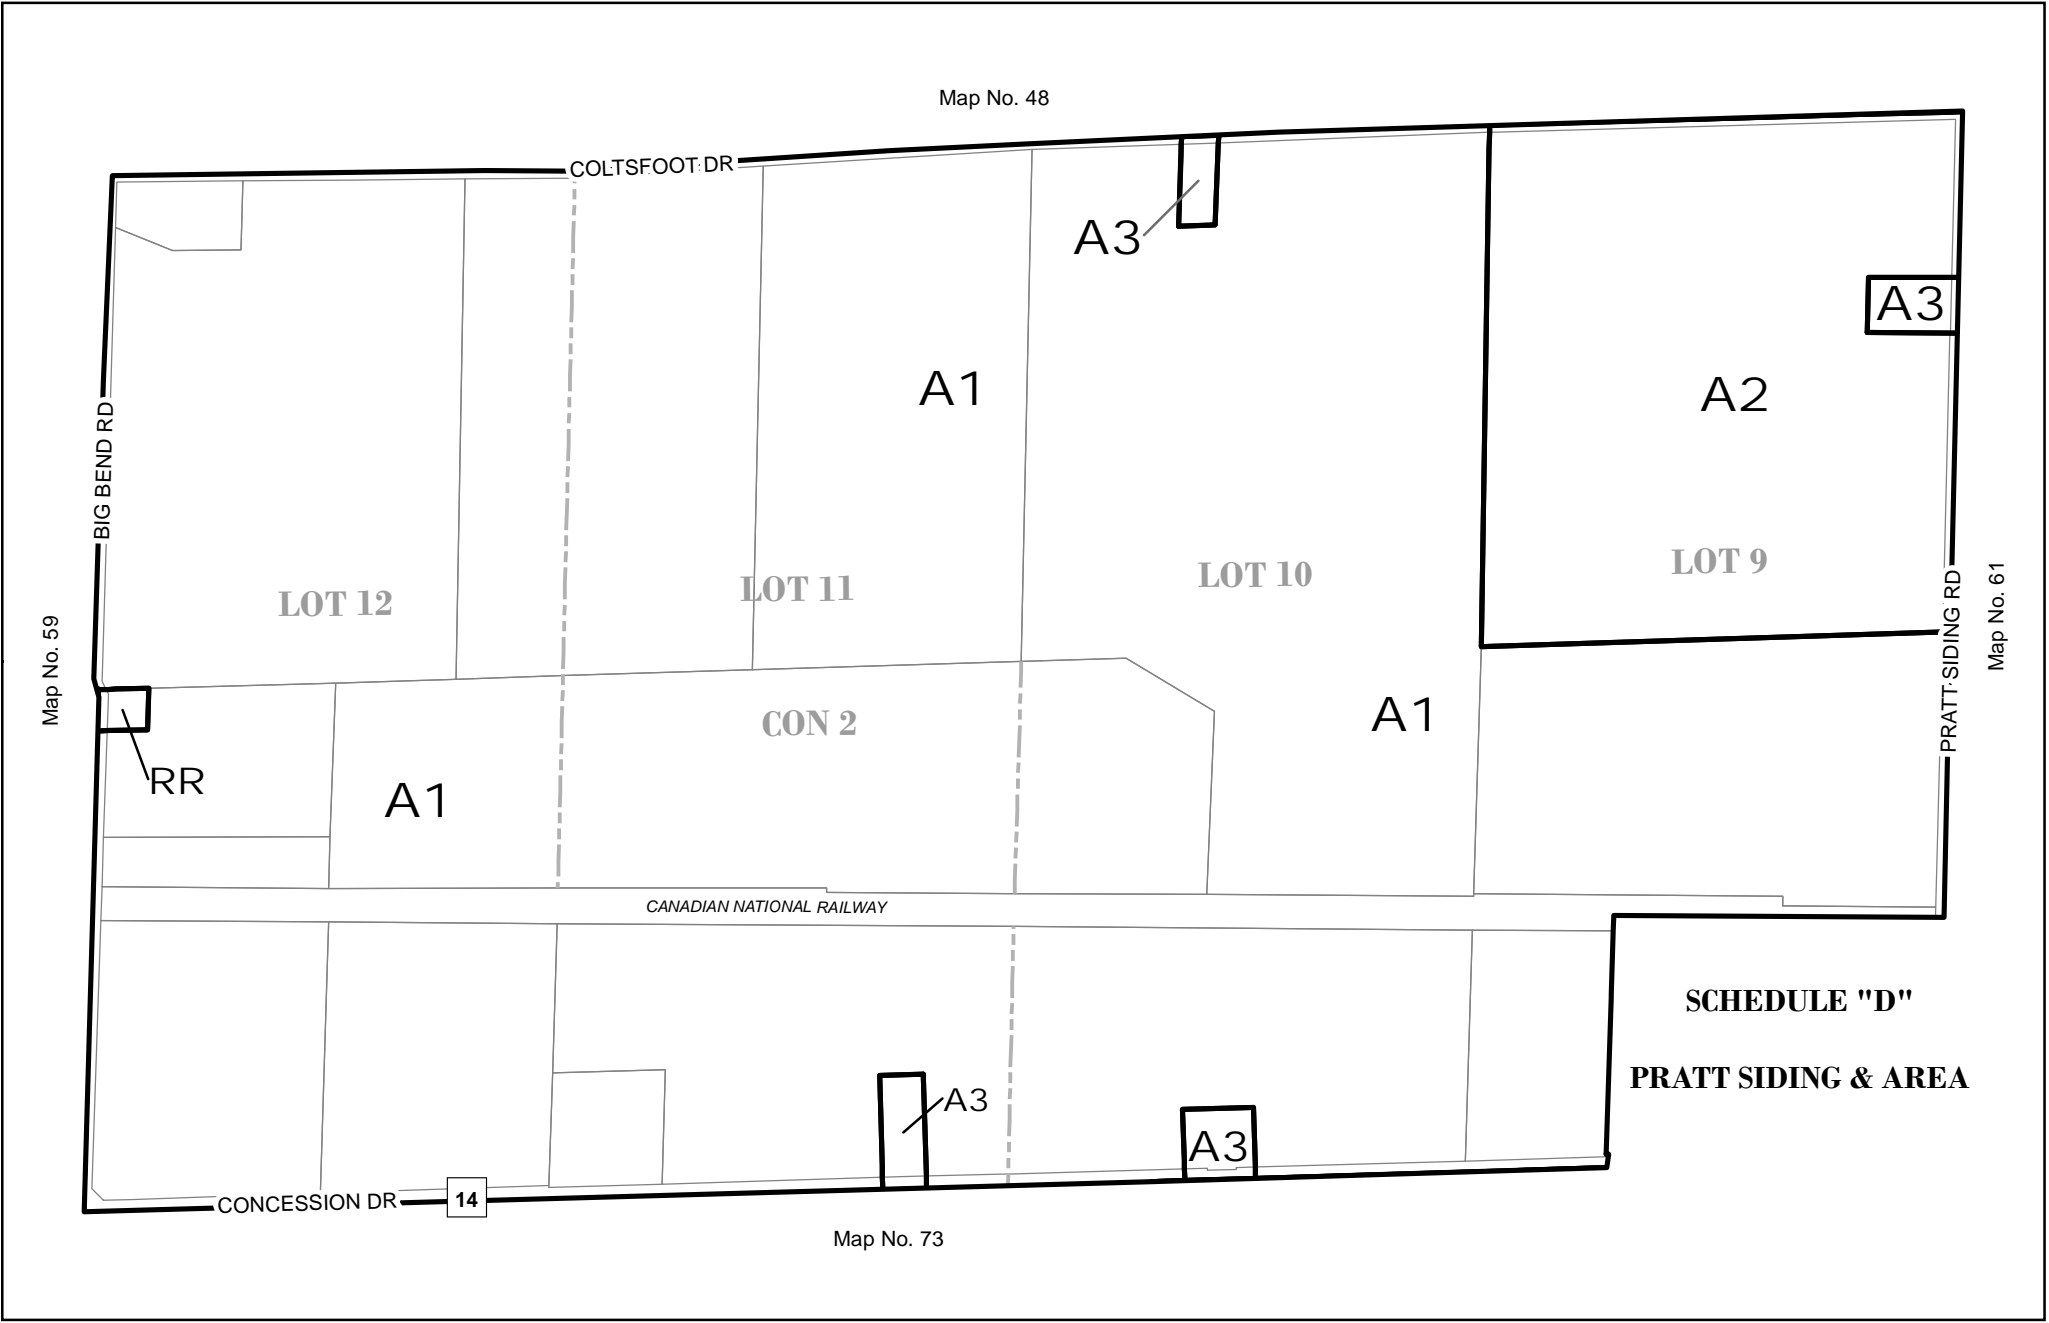 Map No. 48
COLTSFOOT DR
A3
A3
A1
A2
BIG BEND RD
LOT 12
LOT 11
LOT 10
LOT 9
PRATT SIDING RD
Map No. 61
Map No. 59
CON 2
A1
RR
A1
CANADIAN NATIONAL RAILWAY
SCHEDULE "D"
PRATT SIDING & AREA
A3
A3
CONCESSION DR
14
Map No. 73